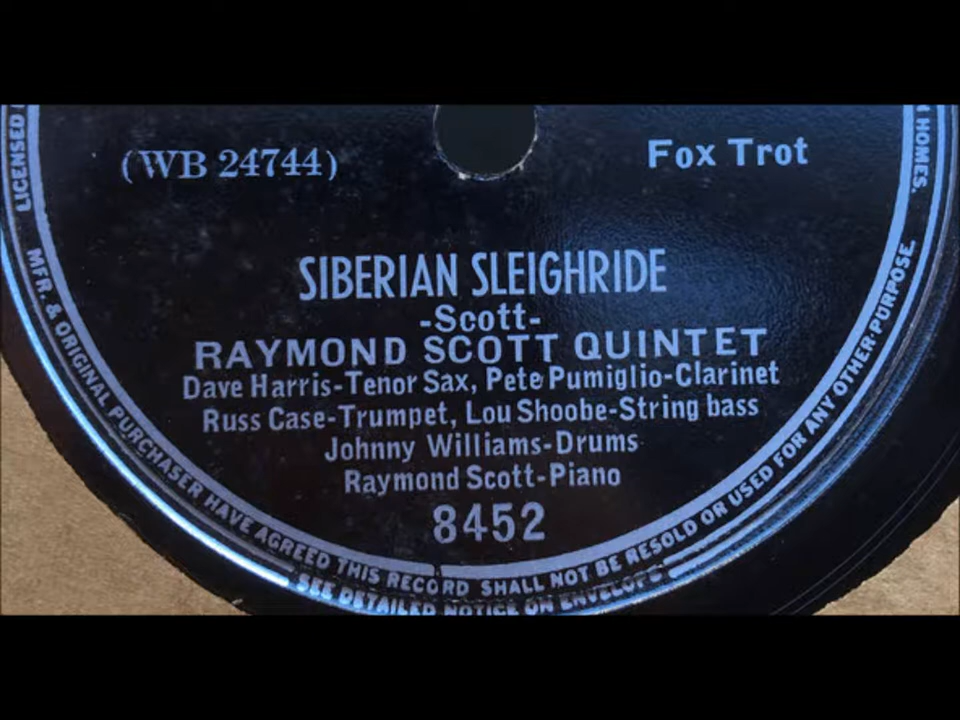 (WB 24744)
Fox Trot
SIBERIAN SLEIGHRIDE
-Scott-
RAYMOND SCOTT QUINTET
Dave Harris-Tenor Sax, Pete Pumiglio-Clarinet
Russ Case-Trumpet, Lou Shoobe-String bass
Johnny Williams-Drums
Raymond Scott-Piano
8452
LICENSED
MFR. & ORIGINAL PURCHASER HAVE AGREED THIS RECORD SHALL NOT BE RESOLD OR USED FOR ANY OTHER PURPOSE.
HOMES.
SEE DETAILED NOTICE ON ENVELOPE